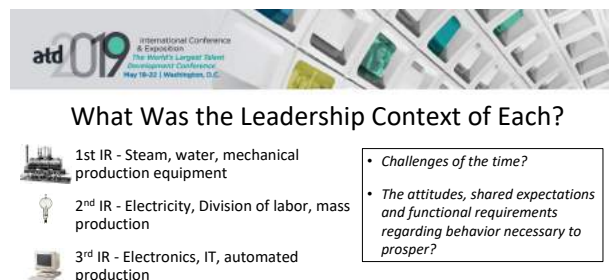 atd 2019
International Conference
& Exposition
The World's Largest Talent
Development Conference
May 19-22 | Washington, D.C.
What Was the Leadership Context of Each?
1st IR - Steam, water, mechanical
production equipment
2nd IR - Electricity, Division of labor, mass
production
3rd IR - Electronics, IT, automated
production
• Challenges of the time?
• The attitudes, shared expectations
and functional requirements
regarding behavior necessary to
prosper?